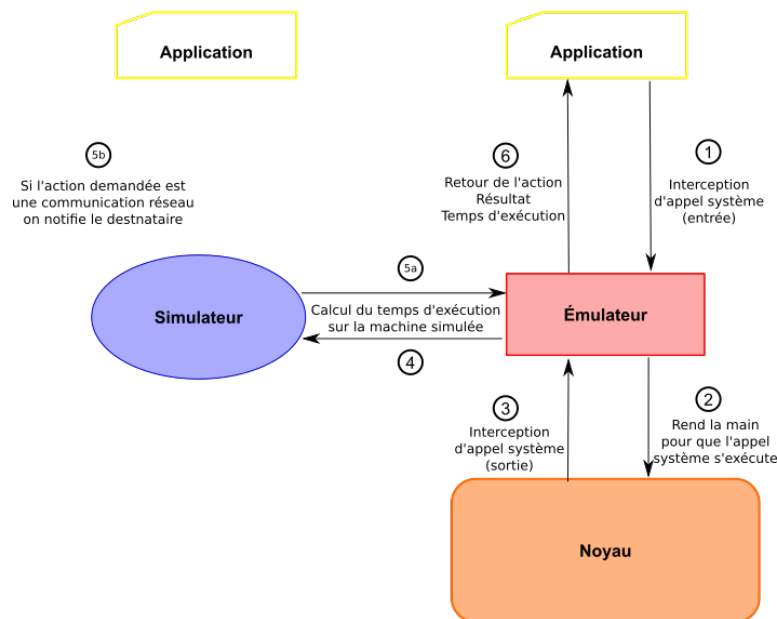 Application
Application
5b
Si l'action demandée est
une communication réseau
on notifie le destnataire
6
Retour de l'action
Résultat
Temps d'exécution
1
Interception
d'appel système
(entrée)
5a
Simulateur
Calcul du temps d'exécution
sur la machine simulée
Émulateur
4
3
Interception
d'appel système
(sortie)
2
Rend la main
pour que l'appel
système s'exécute
Noyau